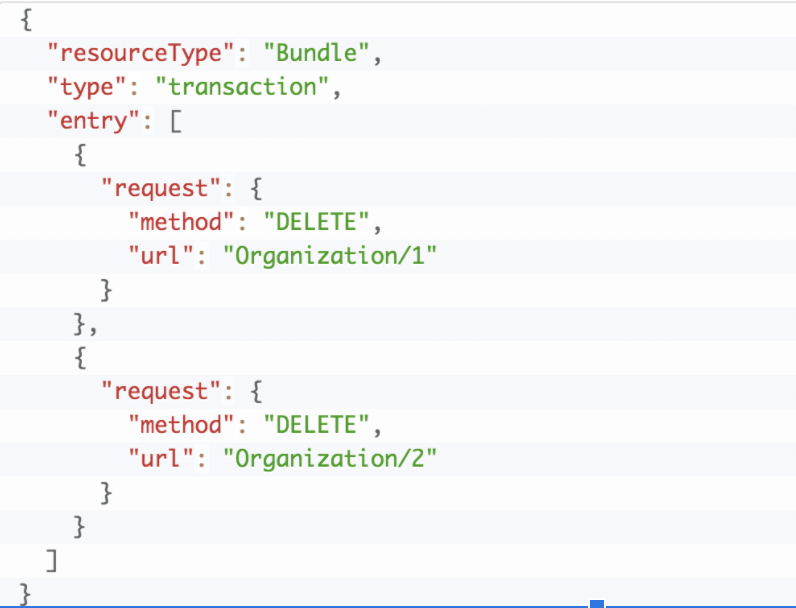 {
  "resourceType": "Bundle",
  "type": "transaction",
  "entry": [
    {
      "request": {
        "method": "DELETE",
        "url": "Organization/1"
      }
    },
    {
      "request": {
        "method": "DELETE",
        "url": "Organization/2"
      }
    }
  ]
}